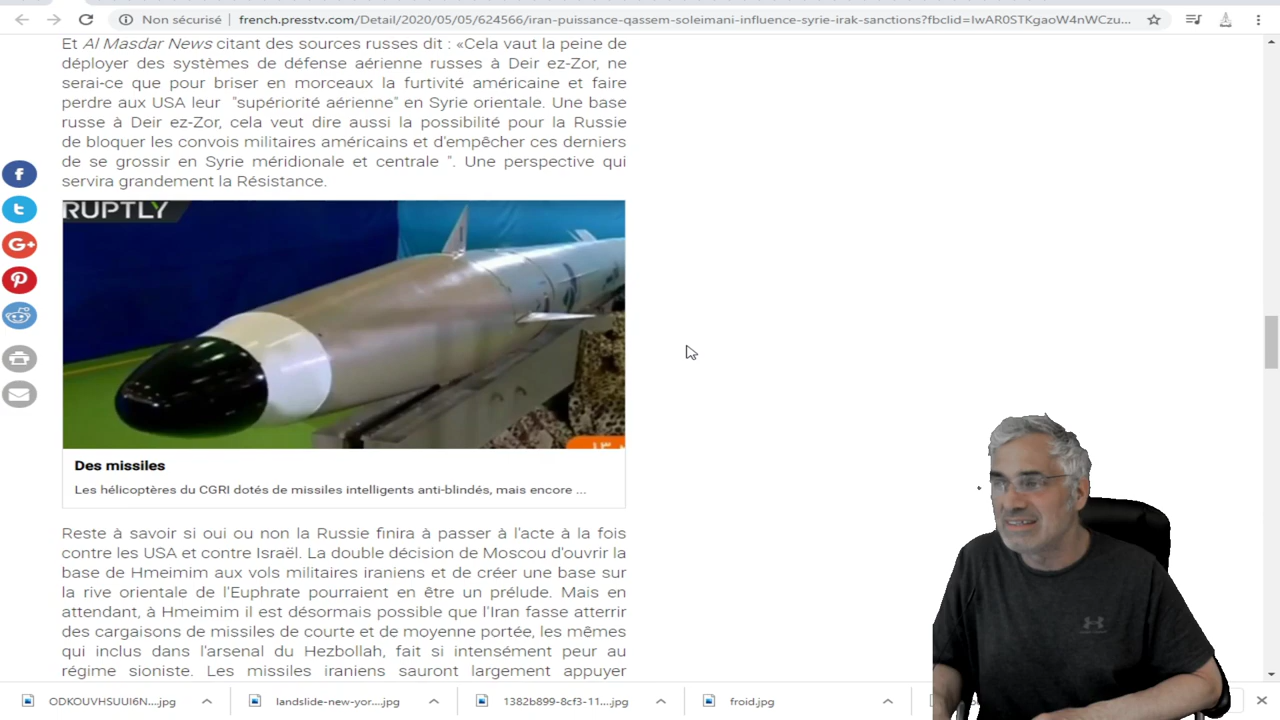 Non sécurisé | french.presstv.com/Detail/2020/05/05/624566/iran-puissance-qassem-soleimani-influence-syrie-irak-sanctions?fbclid=IwAR0STKgaoW4nWCzu...
Et Al Masdar News citant des sources russes dit : «Cela vaut la peine de
déployer des systèmes de défense aérienne russes à Deir ez-Zor, ne
serai-ce que pour briser en morceaux la furtivité américaine et faire
perdre aux USA leur "supériorité aérienne" en Syrie orientale. Une base
russe à Deir ez-Zor, cela veut dire aussi la possibilité pour la Russie
de bloquer les convois militaires américains et d'empêcher ces derniers
de se grossir en Syrie méridionale et centrale ". Une perspective qui
servira grandement la Résistance.
RUPTLY
Des missiles
Les hélicoptères du CGRI dotés de missiles intelligents anti-blindés, mais encore ...
Reste à savoir si oui ou non la Russie finira à passer à l'acte à la fois
contre les USA et contre Israël. La double décision de Moscou d'ouvrir la
base de Hmeimim aux vols militaires iraniens et de créer une base sur
la rive orientale de l'Euphrate pourraient en être un prélude. Mais en
attendant, à Hmeimim il est désormais possible que l'Iran fasse atterrir
des cargaisons de missiles de courte et de moyenne portée, les mêmes
qui inclus dans l'arsenal du Hezbollah, fait si intensément peur au
régime sioniste. Les missiles iraniens sauront largement appuyer
ODKOUVHSUUI6N....jpg
landslide-new-yor....jpg
1382b899-8cf3-11....jpg
froid.jpg